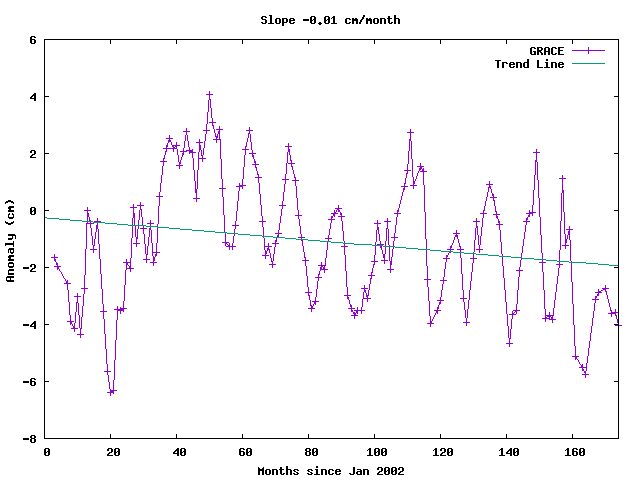 Slope -0.01 cm/month
GRACE
Trend Line
6
4
2
0
-2
-4
-6
-8
Anomaly (cm)
0 20 40 60 80 100 120 140 160
Months since Jan 2002